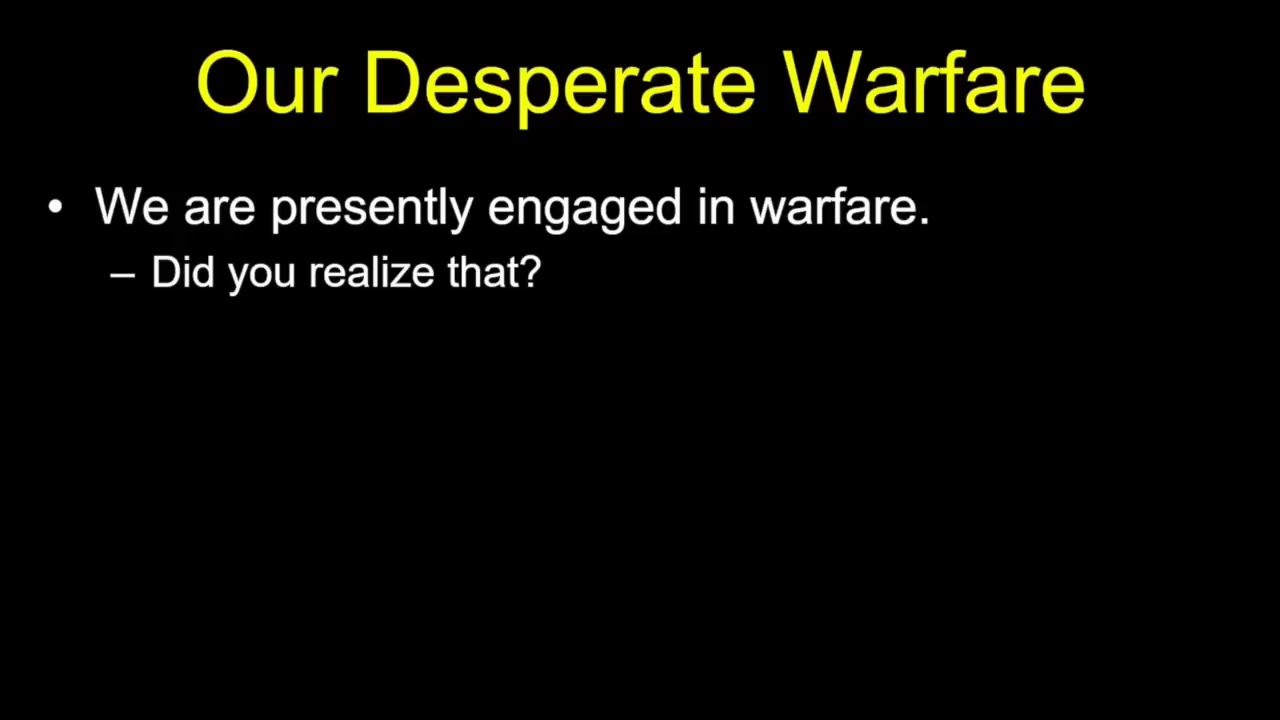 Our Desperate Warfare
• We are presently engaged in warfare.
– Did you realize that?